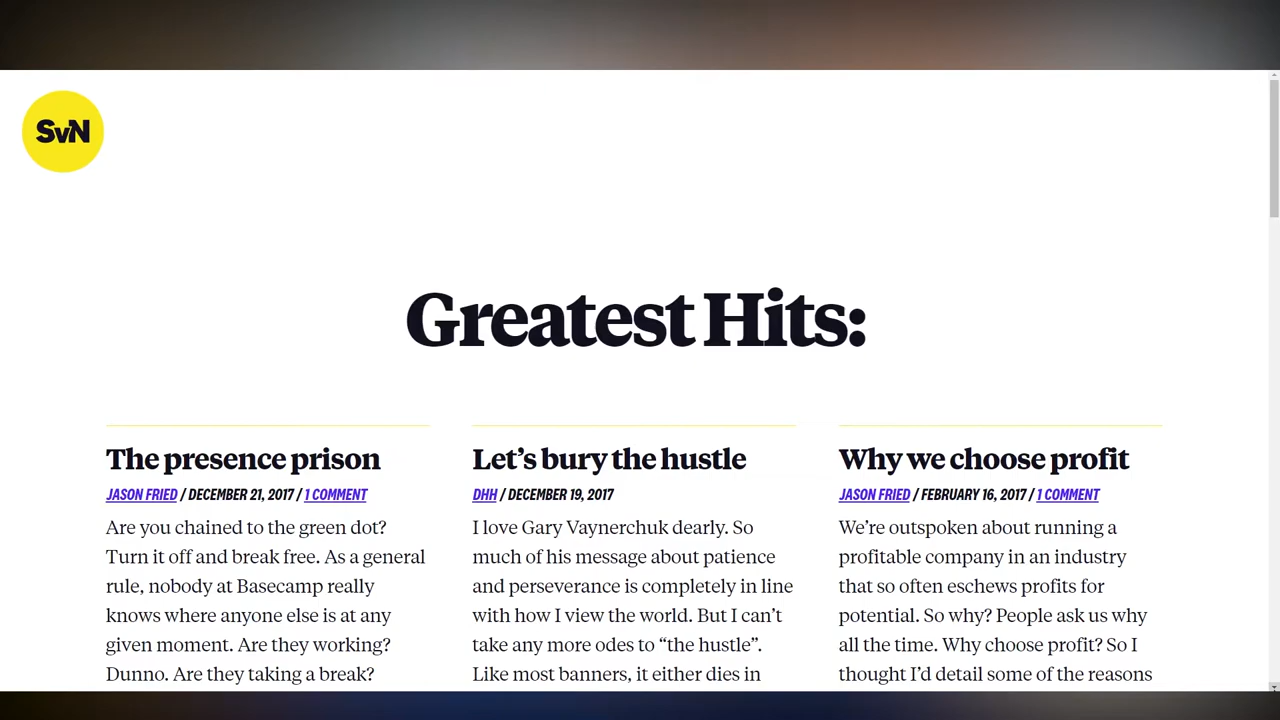 SvN
Greatest Hits:
The presence prison
JASON FRIED / DECEMBER 21, 2017 / 1 COMMENT
Are you chained to the green dot?
Turn it off and break free. As a general
rule, nobody at Basecamp really
knows where anyone else is at any
given moment. Are they working?
Dunno. Are they taking a break?
Let’s bury the hustle
DHH / DECEMBER 19, 2017
I love Gary Vaynerchuk dearly. So
much of his message about patience
and perseverance is completely in line
with how I view the world. But I can’t
take any more odes to “the hustle”.
Like most banners, it either dies in
Why we choose profit
JASON FRIED / FEBRUARY 16, 2017 / 1 COMMENT
We’re outspoken about running a
profitable company in an industry
that so often eschews profits for
potential. So why? People ask us why
all the time. Why choose profit? So I
thought I’d detail some of the reasons